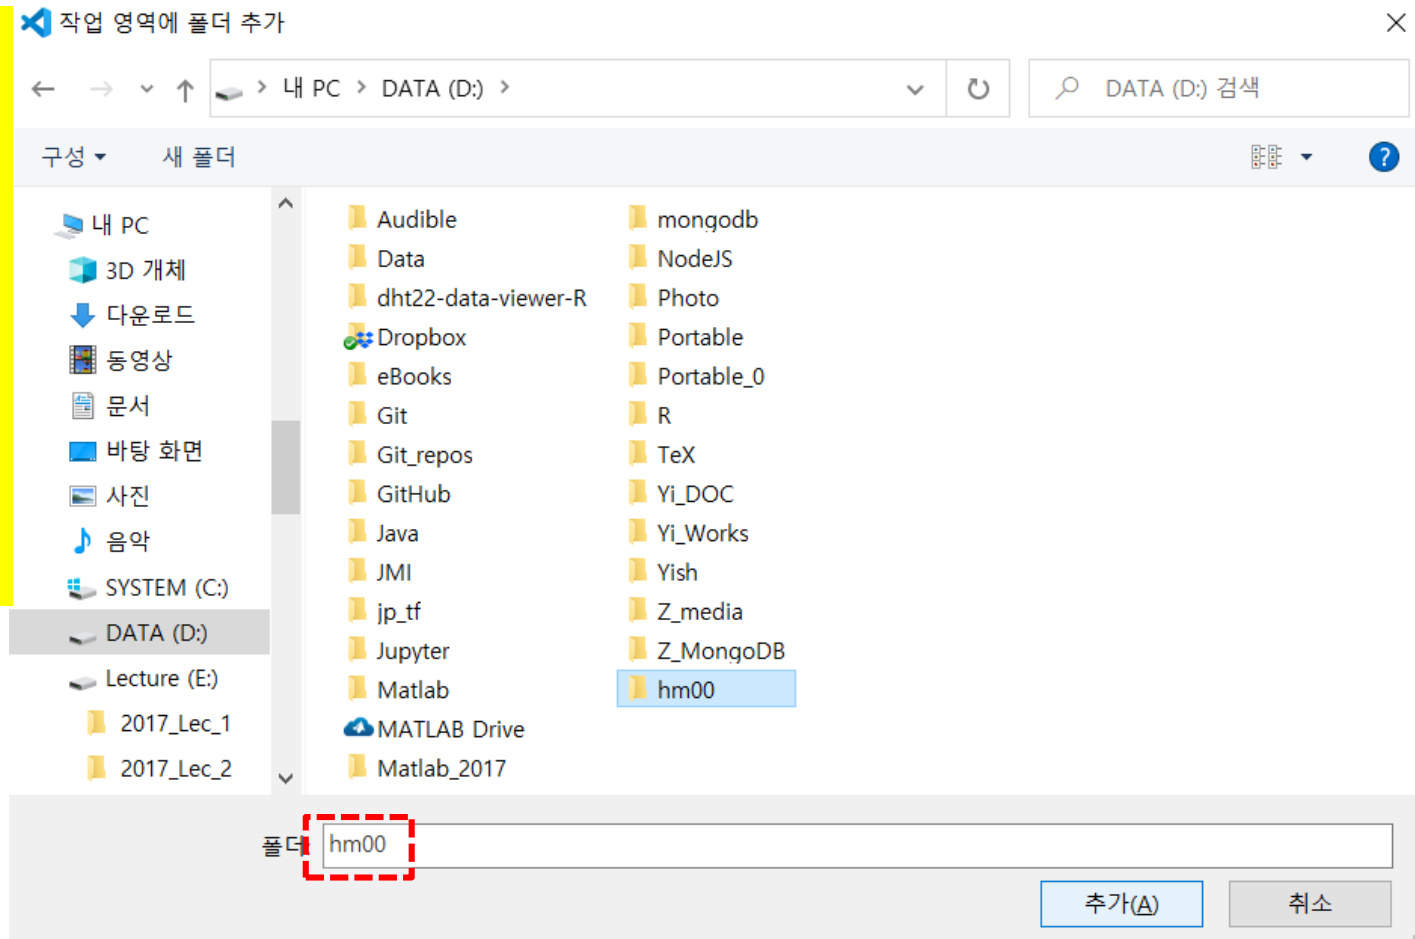 작업 영역에 폴더 추가
내 PC
DATA (D:)
DATA (D:) 검색
구성
새 폴더
?
내 PC
3D 개체
다운로드
동영상
문서
바탕 화면
사진
음악
SYSTEM (C:)
DATA (D:)
Lecture (E:)
2017_Lec_1
2017_Lec_2
Audible
Data
dht22-data-viewer-R
Dropbox
eBooks
Git
Git_repos
GitHub
Java
JMI
jp_tf
Jupyter
Matlab
MATLAB Drive
Matlab_2017
mongodb
NodeJS
Photo
Portable
Portable_0
R
TeX
Yi_DOC
Yi_Works
Yish
Z_media
Z_MongoDB
hm00
폴더: hm00
추가(A)
취소